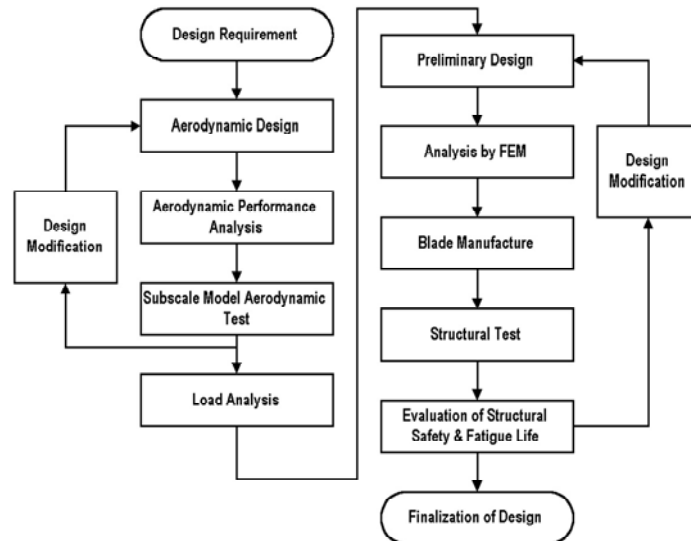 Design Requirement
Aerodynamic Design
Aerodynamic Performance
Analysis
Design
Modification
Subscale Model Aerodynamic
Test
Load Analysis
Preliminary Design
Analysis by FEM
Design
Modification
Blade Manufacture
Structural Test
Evaluation of Structural
Safety & Fatigue Life
Finalization of Design